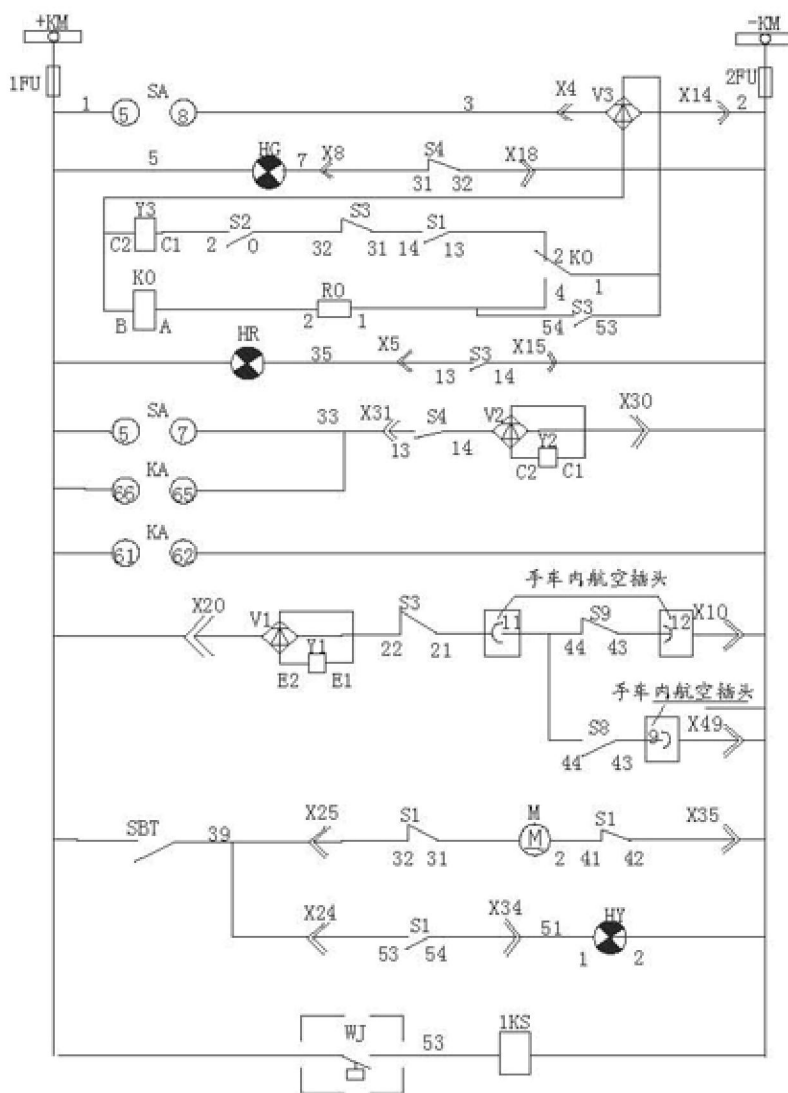 +KM -KM
1FU 2FU
1 SA 3 X4 V3 X14 2
5 8
5 HG 7 X8 S4 X18
31 32
Y3 S2 S3 S1
C2 C1 2 0 32 31 14 13 2 KO
KO RO 4 1
B A 2 1 S3
54 53
HR 35 X5 S3 X15
13 14
SA 33 X31 S4 V2 X30
5 7 13 14 Y2
C2 C1
KA
66 65
KA
61 62
手车内航空插头
X20 V1 S3 11 S9 12 X10
Y1 22 21 44 43
E2 E1
手车内航空插头
S8 9 X49
44 43
SBT 39 X25 S1 M S1 X35
32 31 M 2 41 42
X24 S1 X34 51 HY
53 54 1 2
WJ 53 1KS